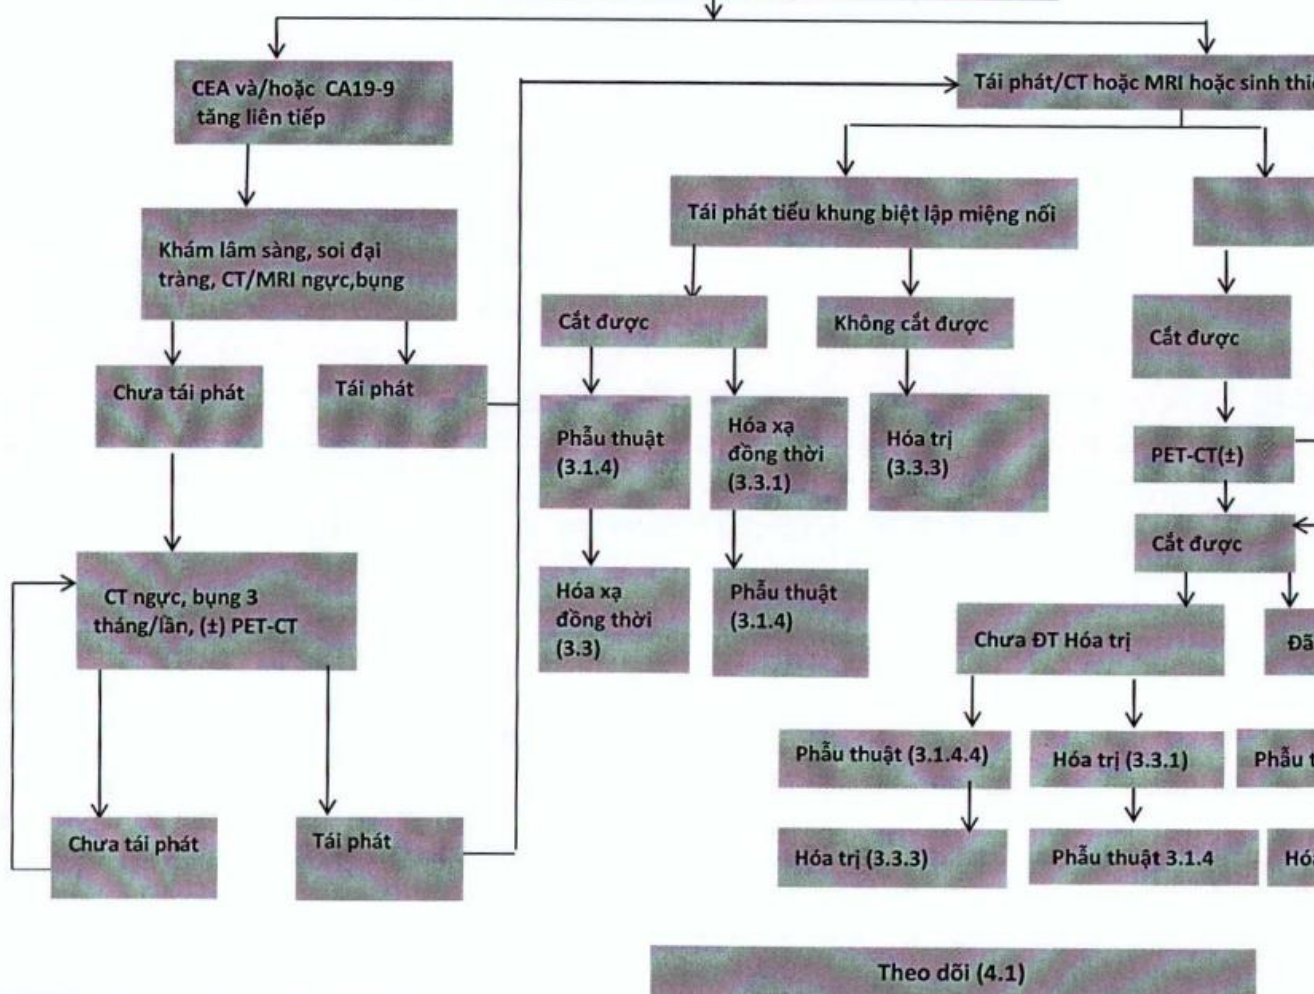 CEA và/hoặc CA19-9
tăng liên tiếp
Tái phát/CT hoặc MRI hoặc sinh
Khám lâm sàng, soi đại
tràng, CT/MRI ngực,bụng
Tái phát tiểu khung biệt lập miệng nối
Cắt được
Không cắt được
Cắt được
Chưa tái phát
Tái phát
Phẫu thuật
(3.1.4)
Hóa xạ
đồng thời
(3.3.1)
Hóa trị
(3.3.3)
PET-CT(±)
Cắt được
CT ngực, bụng 3
tháng/lần, (±) PET-CT
Hóa xạ
đồng thời
(3.3)
Phẫu thuật
(3.1.4)
Chưa ĐT Hóa trị
Đã
Phẫu thuật (3.1.4.4)
Hóa trị (3.3.1)
Phẫu
Chưa tái phát
Tái phát
Hóa trị (3.3.3)
Phẫu thuật 3.1.4
Theo dõi (4.1)